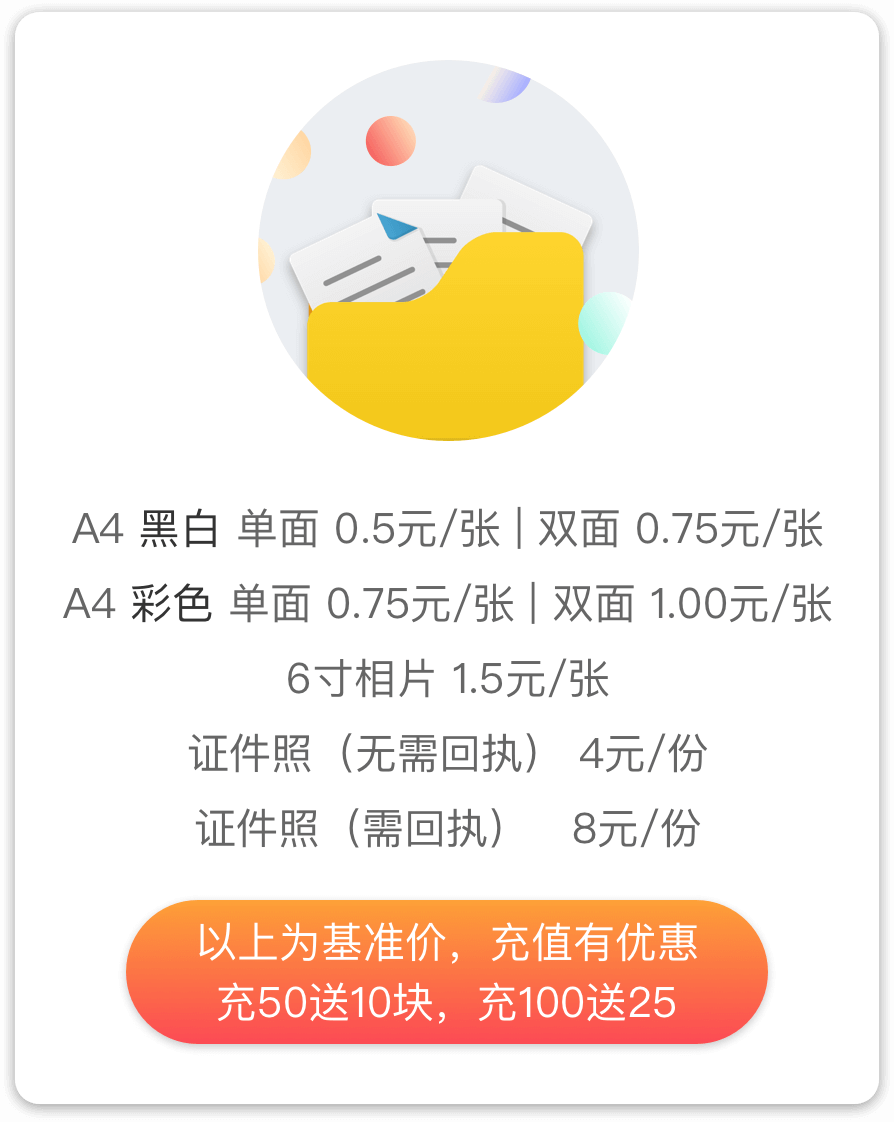 A4 黑白 单面 0.5元/张 | 双面 0.75元/张
A4 彩色 单面 0.75元/张 | 双面 1.00元/张
6寸相片 1.5元/张
证件照（无需回执） 4元/份
证件照（需回执） 8元/份
以上为基准价，充值有优惠
充50送10块，充100送25